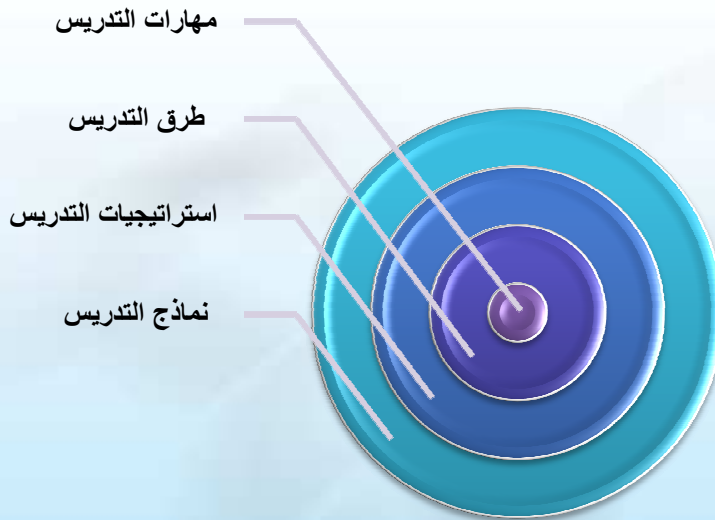 مهارات التدريس
طرق التدريس
استراتيجيات التدريس
نماذج التدريس